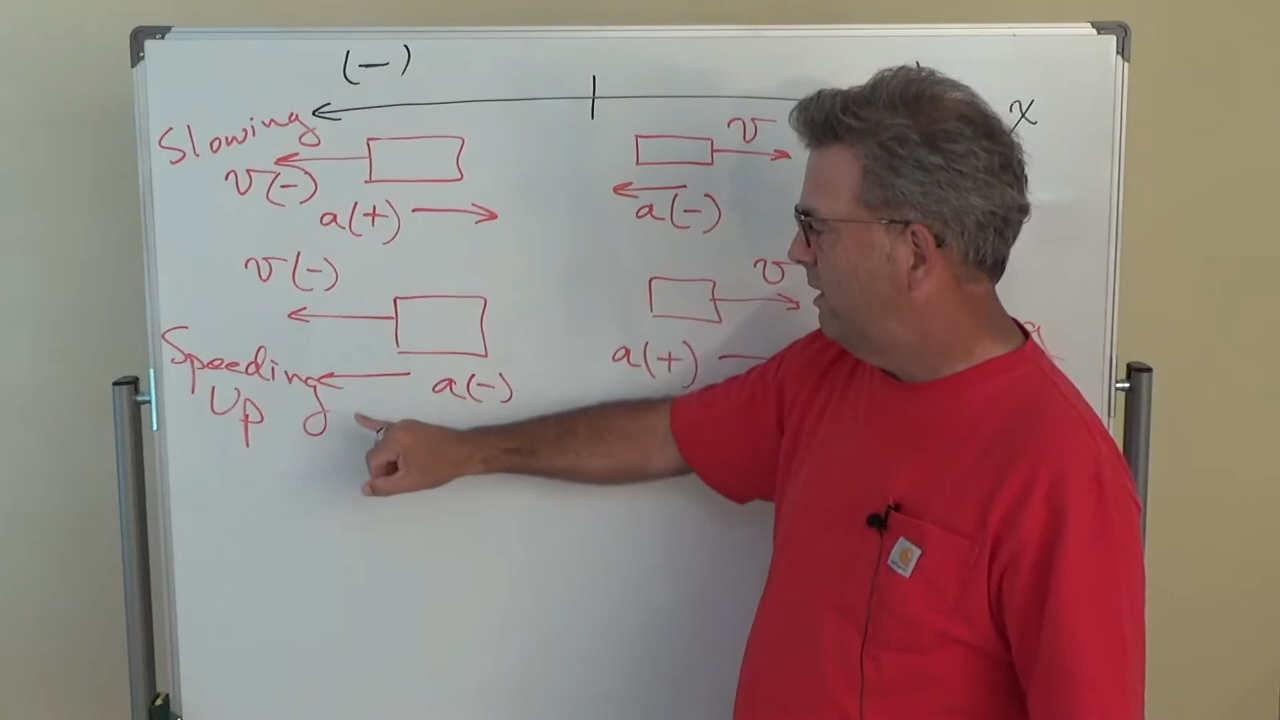 (-)
x
Slowing
v
v(-)
a(+)
a(-)
v(-)
v
Speeding
Up
a(-)
a(+)
a